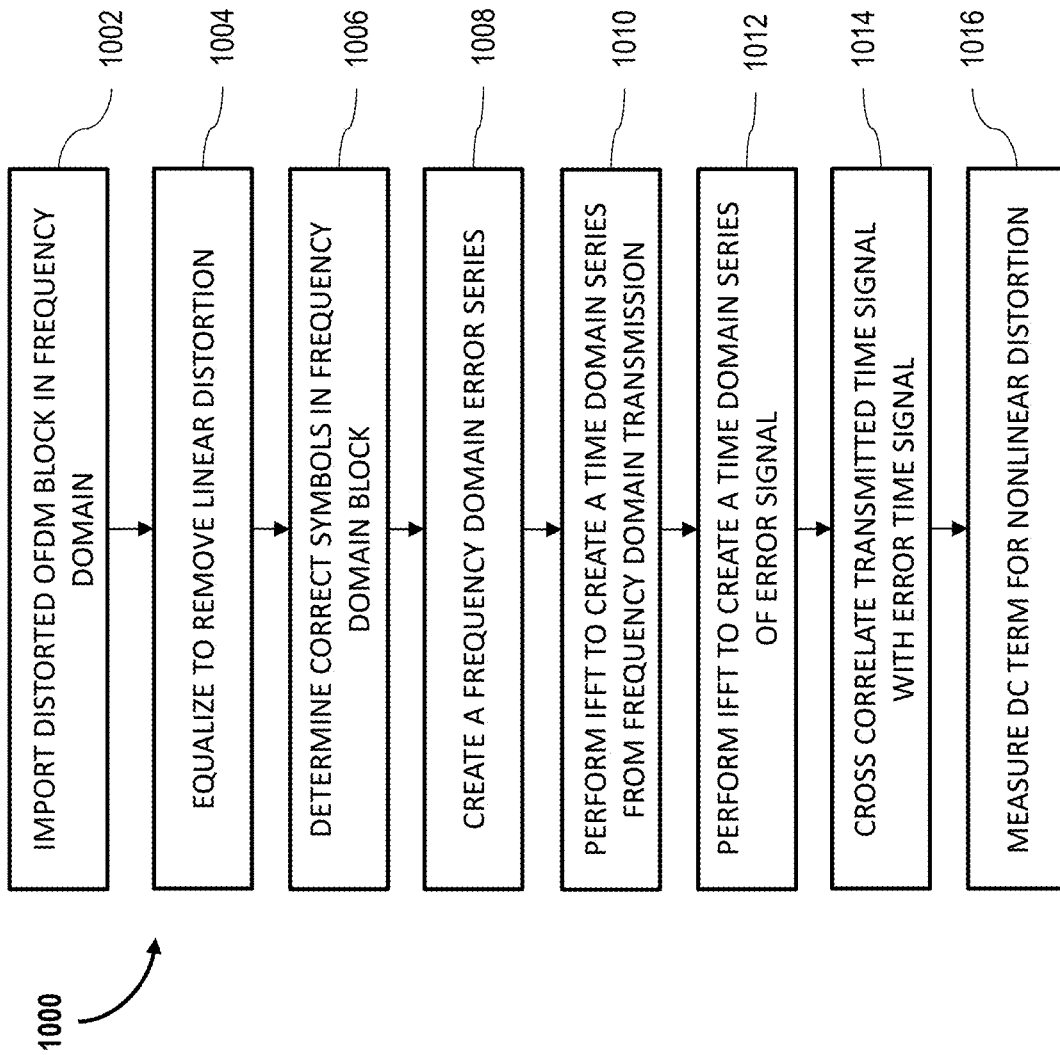 1000
IMPORT DISTORTED OFDM BLOCK IN FREQUENCY
DOMAIN
1002
EQUALIZE TO REMOVE LINEAR DISTORTION
1004
DETERMINE CORRECT SYMBOLS IN FREQUENCY
DOMAIN BLOCK
1006
CREATE A FREQUENCY DOMAIN ERROR SERIES
1008
PERFORM IFFT TO CREATE A TIME DOMAIN SERIES
FROM FREQUENCY DOMAIN TRANSMISSION
1010
PERFORM IFFT TO CREATE A TIME DOMAIN SERIES
OF ERROR SIGNAL
1012
CROSS CORRELATE TRANSMITTED TIME SIGNAL
WITH ERROR TIME SIGNAL
1014
MEASURE DC TERM FOR NONLINEAR DISTORTION
1016